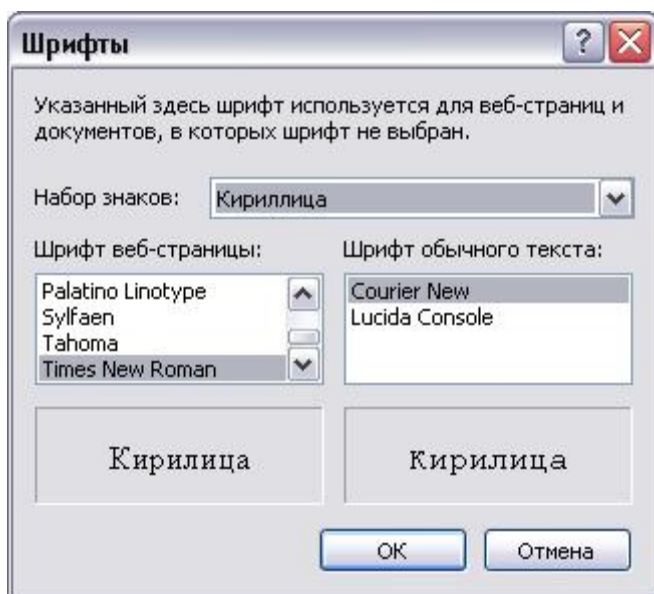 Шрифты
Указанный здесь шрифт используется для веб-страниц и
документов, в которых шрифт не выбран.
Набор знаков: Кириллица
Шрифт веб-страницы: Шрифт обычного текста:
Palatino Linotype Courier New
Sylfaen Lucida Console
Tahoma
Times New Roman
Кирилица Кирилица
ОК Отмена